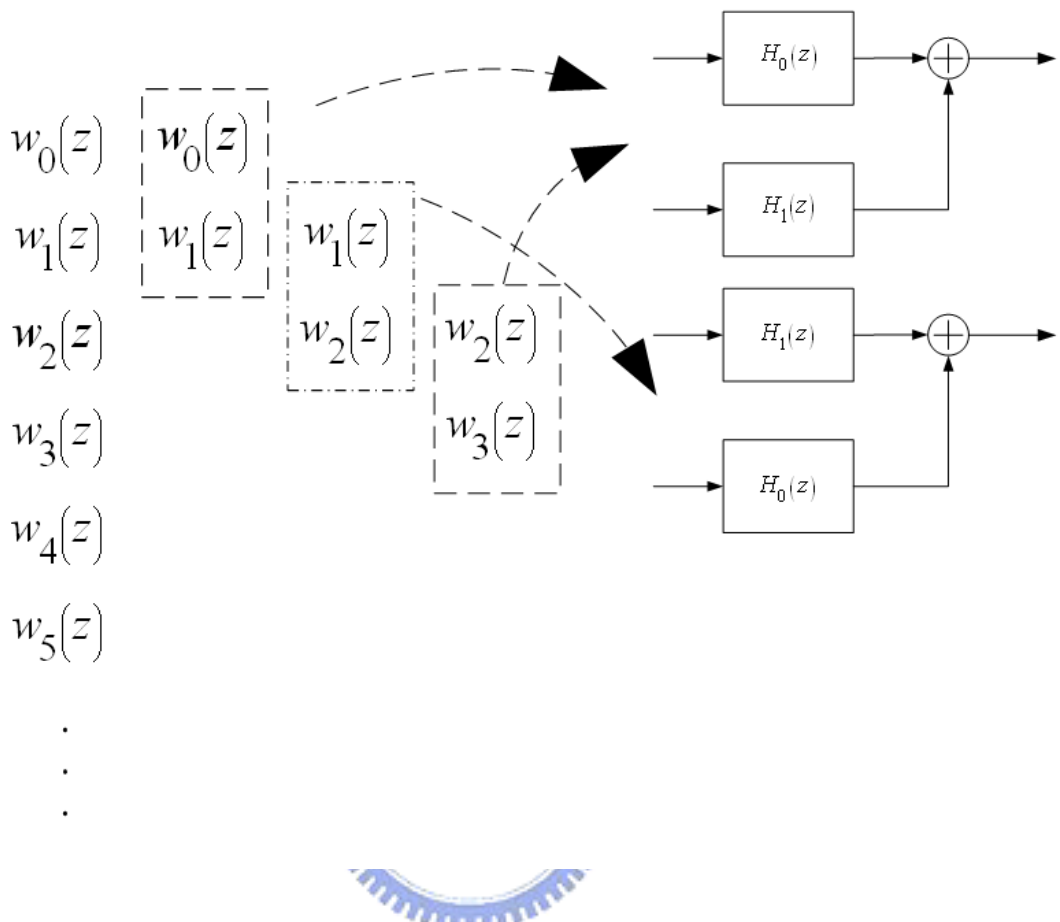 w₀(z)
w₁(z)
w₂(z)
w₃(z)
w₄(z)
w₅(z)
.
.
.
w₀(z)
w₁(z)
w₁(z)
w₂(z)
w₂(z)
w₃(z)
H₀(z)
H₁(z)
H₁(z)
H₀(z)